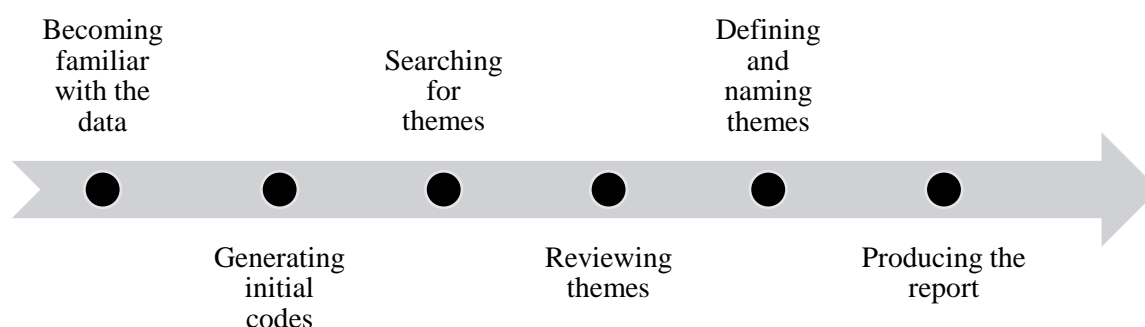 Becoming
familiar
with the
data
Generating
initial
codes
Searching
for
themes
Reviewing
themes
Defining
and
naming
themes
Producing the
report